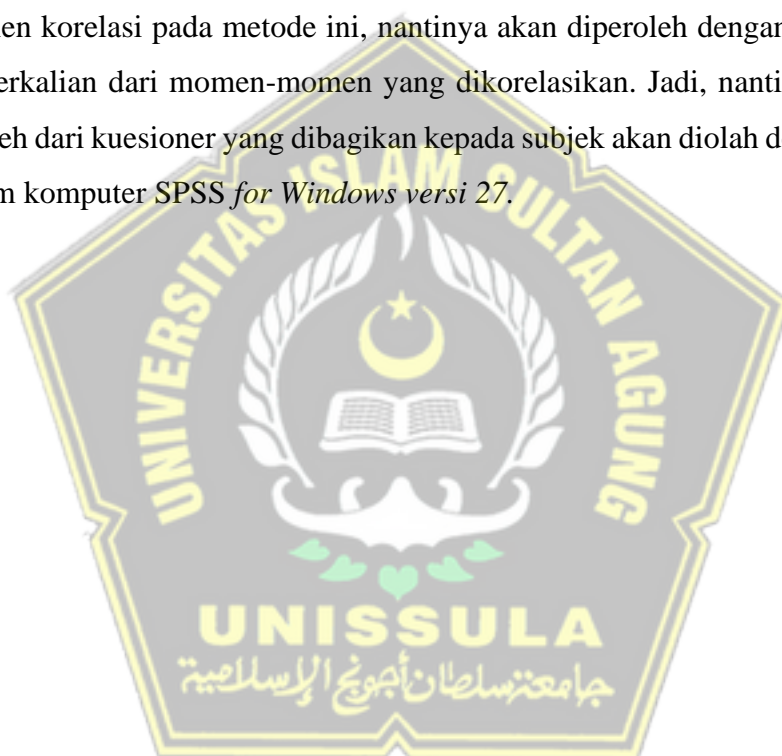 en korelasi pada metode ini, nantinya akan diperoleh dengan
erkalian dari momen-momen yang dikorelasikan. Jadi, nanti
eh dari kuesioner yang dibagikan kepada subjek akan diolah d
m komputer SPSS for Windows versi 27.
UNIVERSITAS ISLAM SULTAN AGUNG
UNISSULA
جامعة سلطان أجونج الإسلامية